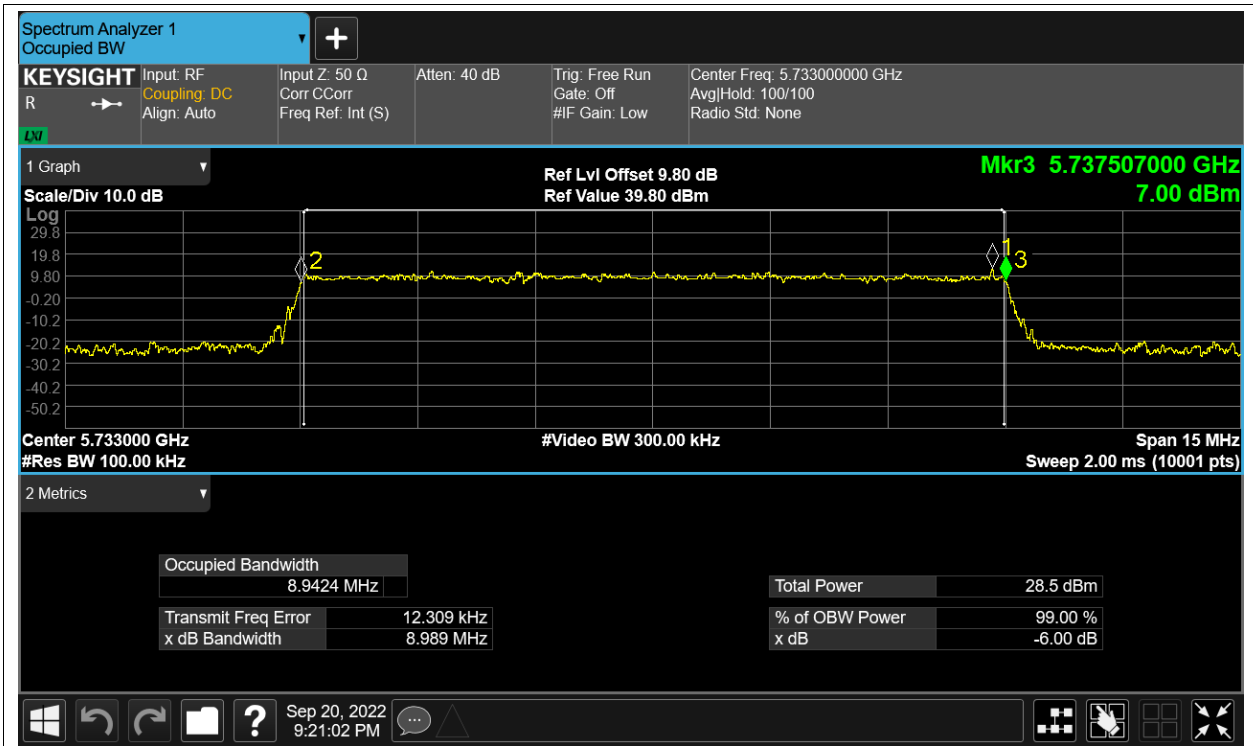 Spectrum Analyzer 1
Occupied BW
KEYSIGHT
R
LXI
Input: RF
Coupling: DC
Align: Auto
Input Z: 50 Ω
Corr CCorr
Freq Ref: Int (S)
Atten: 40 dB
Trig: Free Run
Gate: Off
#IF Gain: Low
Center Freq: 5.733000000 GHz
Avg|Hold: 100/100
Radio Std: None
1 Graph
Scale/Div 10.0 dB
Ref Lvl Offset 9.80 dB
Ref Value 39.80 dBm
Mkr3 5.737507000 GHz
7.00 dBm
Log
29.8
19.8
9.80
-0.20
-10.2
-20.2
-30.2
-40.2
-50.2
2
1
3
Center 5.733000 GHz
#Res BW 100.00 kHz
#Video BW 300.00 kHz
Span 15 MHz
Sweep 2.00 ms (10001 pts)
2 Metrics
Occupied Bandwidth
8.9424 MHz
Transmit Freq Error 12.309 kHz
x dB Bandwidth 8.989 MHz
Total Power 28.5 dBm
% of OBW Power 99.00 %
x dB -6.00 dB
?
Sep 20, 2022
9:21:02 PM